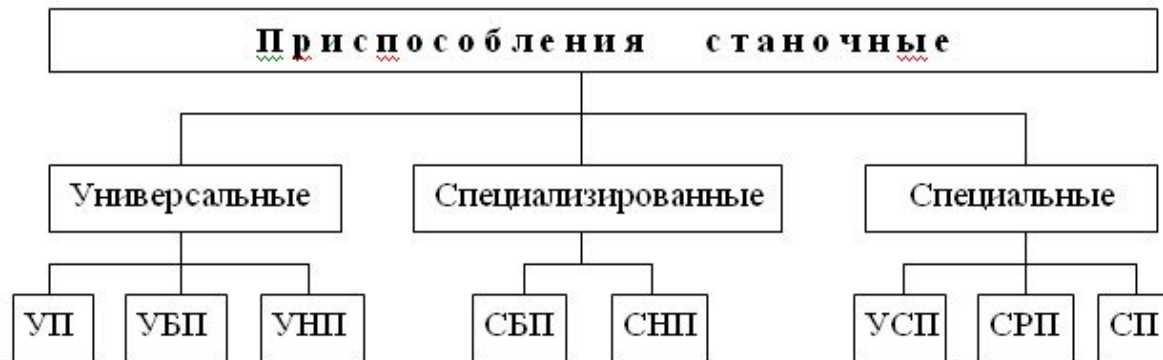 Приспособления станочные
Универсальные Специализированные Специальные
УП УБП УНП СБП СНП УСП СРП СП